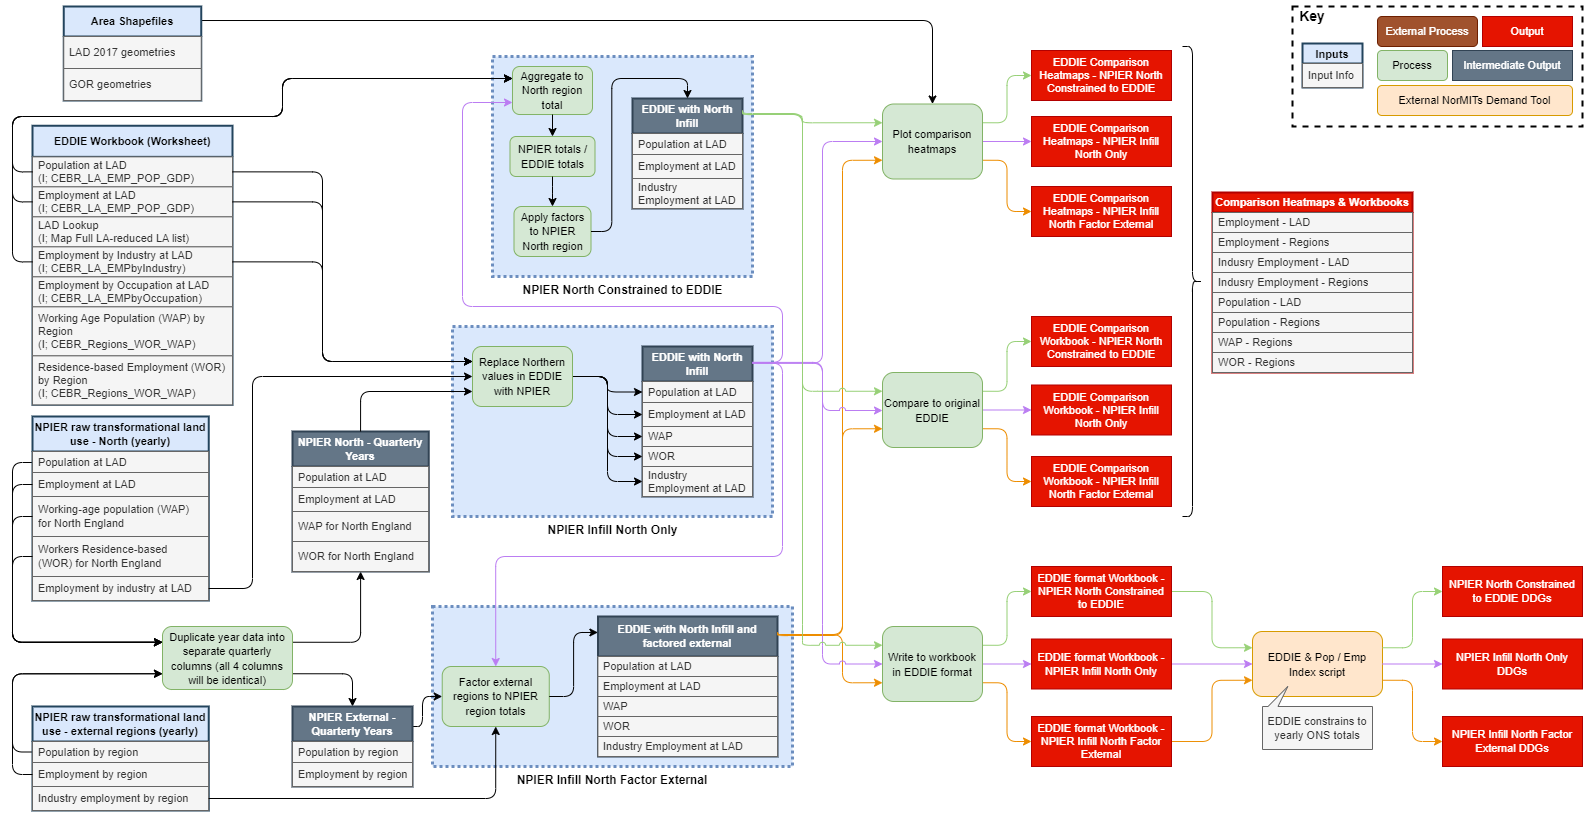 Area Shapefiles
LAD 2017 geometries
GOR geometries
EDDIE Workbook (Worksheet)
Population at LAD
(I; CEBR_LA_EMP_POP_GDP)
Employment at LAD
(I; CEBR_LA_EMP_POP_GDP)
LAD Lookup
(I; Map Full LA-reduced LA list)
Employment by Industry at LAD
(I; CEBR_LA_EMPbyIndustry)
Employment by Occupation at LAD
(I; CEBR_LA_EMPbyOccupation)
Working Age Population (WAP) by
Region
(I; CEBR_Regions_WOR_WAP)
Residence-based Employment (WOR)
by Region
(I; CEBR_Regions_WOR_WAP)
NPIER raw transformational land
use - North (yearly)
Population at LAD
Employment at LAD
Working-age population (WAP)
for North England
Workers Residence-based
(WOR) for North England
Employment by industry at LAD
Duplicate year data into
separate quarterly
columns (all 4 columns
will be identical)
NPIER raw transformational land
use - external regions (yearly)
Population by region
Employment by region
Industry employment by region
NPIER North - Quarterly
Years
Population at LAD
Employment at LAD
WAP for North England
WOR for North England
NPIER External -
Quarterly Years
Population by region
Employment by region
Aggregate to
North region
total
NPIER totals /
EDDIE totals
Apply factors
to NPIER
North region
EDDIE with North
Infill
Population at LAD
Employment at LAD
Industry
Employment at LAD
NPIER North Constrained to EDDIE
Replace Northern
values in EDDIE
with NPIER
EDDIE with North
Infill
Population at LAD
Employment at LAD
WAP
WOR
Industry
Employment at LAD
NPIER Infill North Only
Factor external
regions to NPIER
region totals
EDDIE with North Infill and
factored external
Population at LAD
Employment at LAD
WAP
WOR
Industry Employment at LAD
NPIER Infill North Factor External
Plot comparison
heatmaps
Compare to original
EDDIE
Write to workbook
in EDDIE format
EDDIE Comparison
Heatmaps - NPIER North
Constrained to EDDIE
EDDIE Comparison
Heatmaps - NPIER Infill
North Only
EDDIE Comparison
Heatmaps - NPIER Infill
North Factor External
EDDIE Comparison
Workbook - NPIER North
Constrained to EDDIE
EDDIE Comparison
Workbook - NPIER Infill
North Only
EDDIE Comparison
Workbook - NPIER Infill
North Factor External
EDDIE format Workbook -
NPIER North Constrained
to EDDIE
EDDIE format Workbook -
NPIER Infill North Only
EDDIE format Workbook -
NPIER Infill North Factor
External
Key
Inputs
Input Info
External Process
Output
Process
Intermediate Output
External NorMITs Demand Tool
Comparison Heatmaps & Workbooks
Employment - LAD
Employment - Regions
Indusry Employment - LAD
Indusry Employment - Regions
Population - LAD
Population - Regions
WAP - Regions
WOR - Regions
EDDIE & Pop / Emp
Index script
EDDIE constrains to
yearly ONS totals
NPIER North Constrained
to EDDIE DDGs
NPIER Infill North Only
DDGs
NPIER Infill North Factor
External DDGs